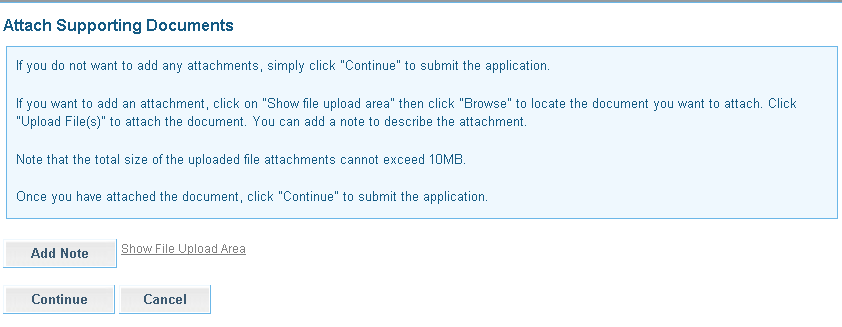 Attach Supporting Documents
If you do not want to add any attachments, simply click "Continue" to submit the application.
If you want to add an attachment, click on "Show file upload area" then click "Browse" to locate the document you want to attach. Click
"Upload File(s)" to attach the document. You can add a note to describe the attachment.
Note that the total size of the uploaded file attachments cannot exceed 10MB.
Once you have attached the document, click "Continue" to submit the application.
Add Note Show File Upload Area
Continue Cancel